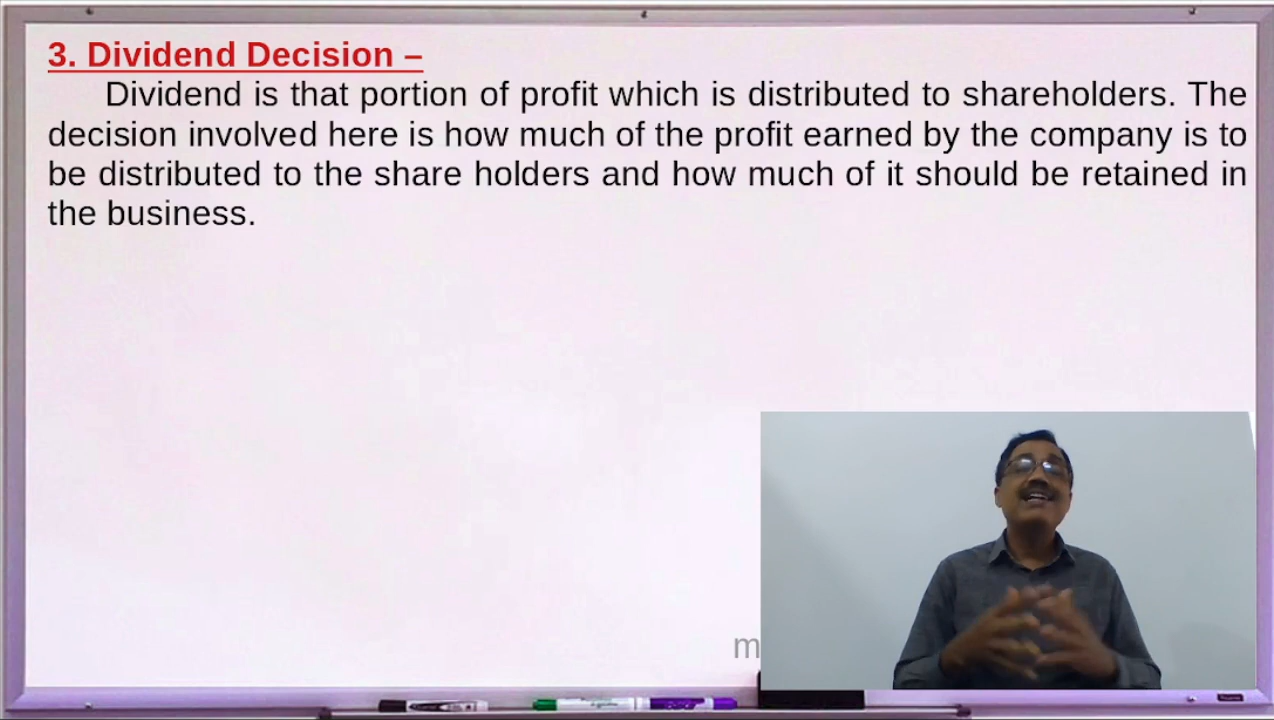 3. Dividend Decision –
Dividend is that portion of profit which is distributed to shareholders. The
decision involved here is how much of the profit earned by the company is to
be distributed to the share holders and how much of it should be retained in
the business.
m